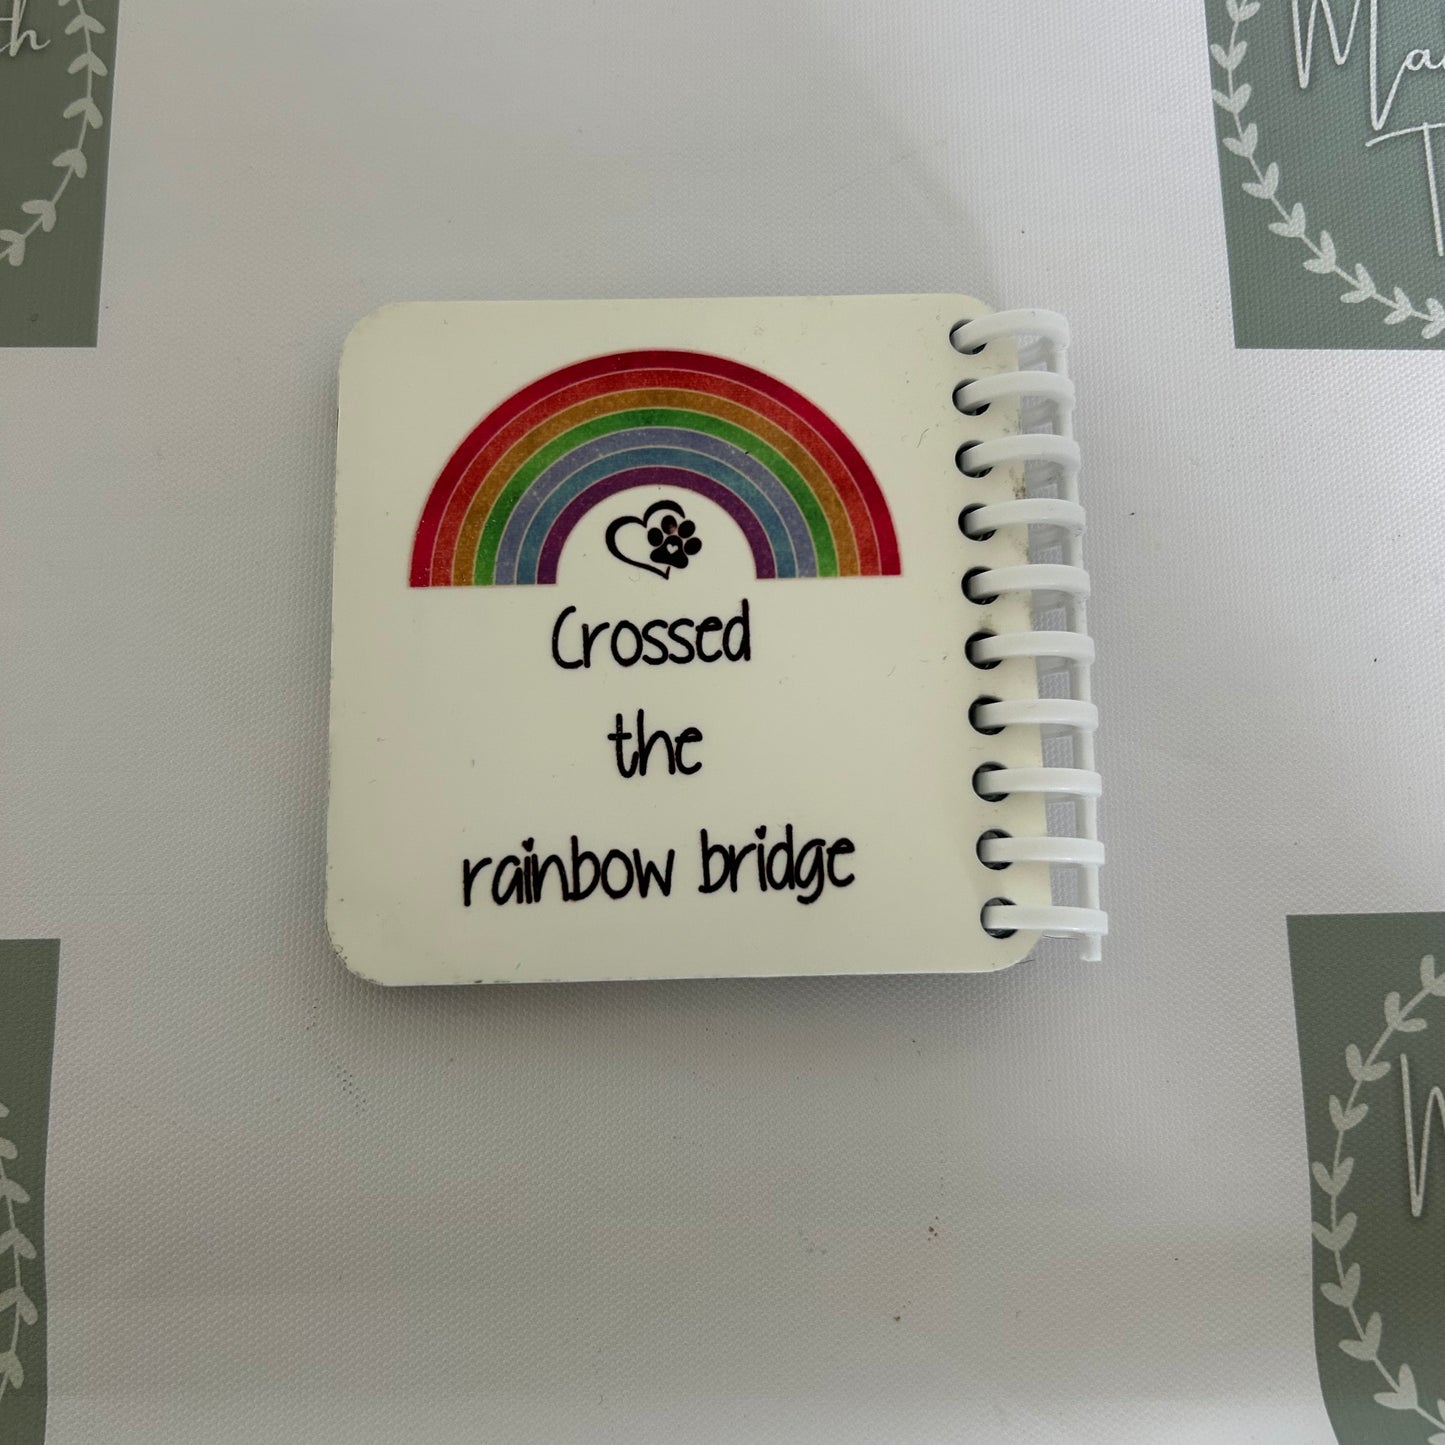 Crossed
the
rainbow bridge